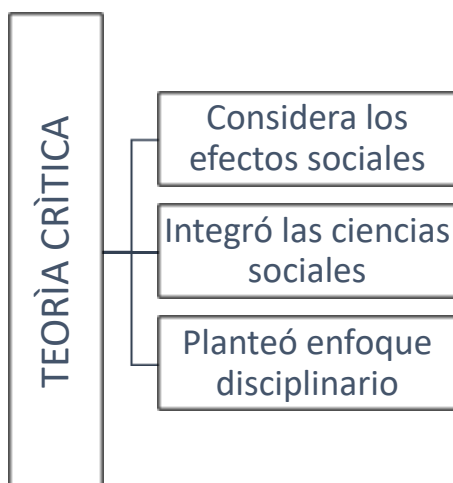 TEORÌA CRÌTICA
Considera los
efectos sociales
Integró las ciencias
sociales
Planteó enfoque
disciplinario